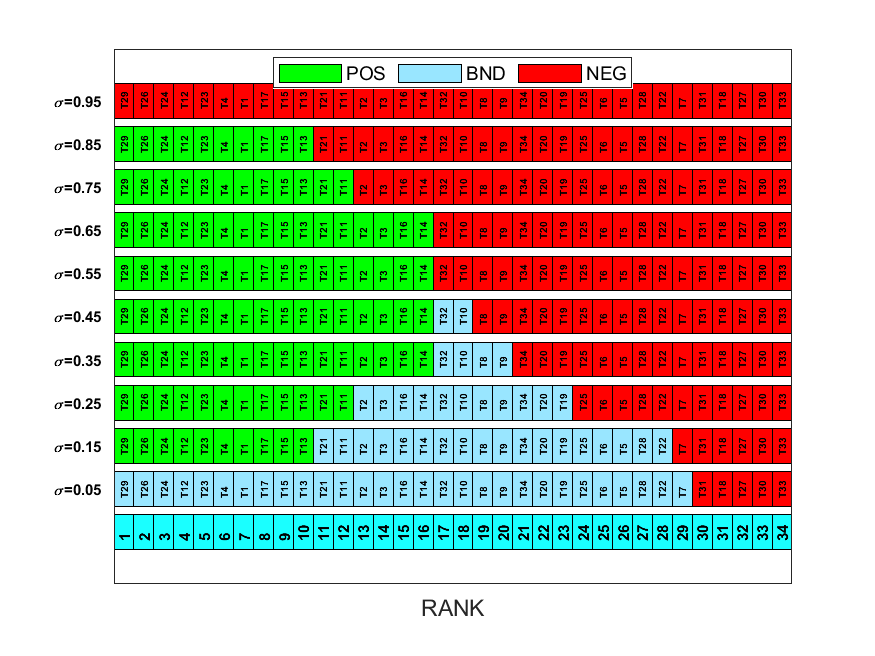 POS BND NEG
σ=0.95 T29 T26 T24 T12 T23 T4 T1 T17 T15 T13 T21 T11 T2 T3 T16 T14 T32 T10 T8 T9 T34 T20 T19 T25 T6 T5 T28 T22 T7 T31 T18 T27 T30 T33
σ=0.85 T29 T26 T24 T12 T23 T4 T1 T17 T15 T13 T21 T11 T2 T3 T16 T14 T32 T10 T8 T9 T34 T20 T19 T25 T6 T5 T28 T22 T7 T31 T18 T27 T30 T33
σ=0.75 T29 T26 T24 T12 T23 T4 T1 T17 T15 T13 T21 T11 T2 T3 T16 T14 T32 T10 T8 T9 T34 T20 T19 T25 T6 T5 T28 T22 T7 T31 T18 T27 T30 T33
σ=0.65 T29 T26 T24 T12 T23 T4 T1 T17 T15 T13 T21 T11 T2 T3 T16 T14 T32 T10 T8 T9 T34 T20 T19 T25 T6 T5 T28 T22 T7 T31 T18 T27 T30 T33
σ=0.55 T29 T26 T24 T12 T23 T4 T1 T17 T15 T13 T21 T11 T2 T3 T16 T14 T32 T10 T8 T9 T34 T20 T19 T25 T6 T5 T28 T22 T7 T31 T18 T27 T30 T33
σ=0.45 T29 T26 T24 T12 T23 T4 T1 T17 T15 T13 T21 T11 T2 T3 T16 T14 T32 T10 T8 T9 T34 T20 T19 T25 T6 T5 T28 T22 T7 T31 T18 T27 T30 T33
σ=0.35 T29 T26 T24 T12 T23 T4 T1 T17 T15 T13 T21 T11 T2 T3 T16 T14 T32 T10 T8 T9 T34 T20 T19 T25 T6 T5 T28 T22 T7 T31 T18 T27 T30 T33
σ=0.25 T29 T26 T24 T12 T23 T4 T1 T17 T15 T13 T21 T11 T2 T3 T16 T14 T32 T10 T8 T9 T34 T20 T19 T25 T6 T5 T28 T22 T7 T31 T18 T27 T30 T33
σ=0.15 T29 T26 T24 T12 T23 T4 T1 T17 T15 T13 T21 T11 T2 T3 T16 T14 T32 T10 T8 T9 T34 T20 T19 T25 T6 T5 T28 T22 T7 T31 T18 T27 T30 T33
σ=0.05 T29 T26 T24 T12 T23 T4 T1 T17 T15 T13 T21 T11 T2 T3 T16 T14 T32 T10 T8 T9 T34 T20 T19 T25 T6 T5 T28 T22 T7 T31 T18 T27 T30 T33
1 2 3 4 5 6 7 8 9 10 11 12 13 14 15 16 17 18 19 20 21 22 23 24 25 26 27 28 29 30 31 32 33 34
RANK